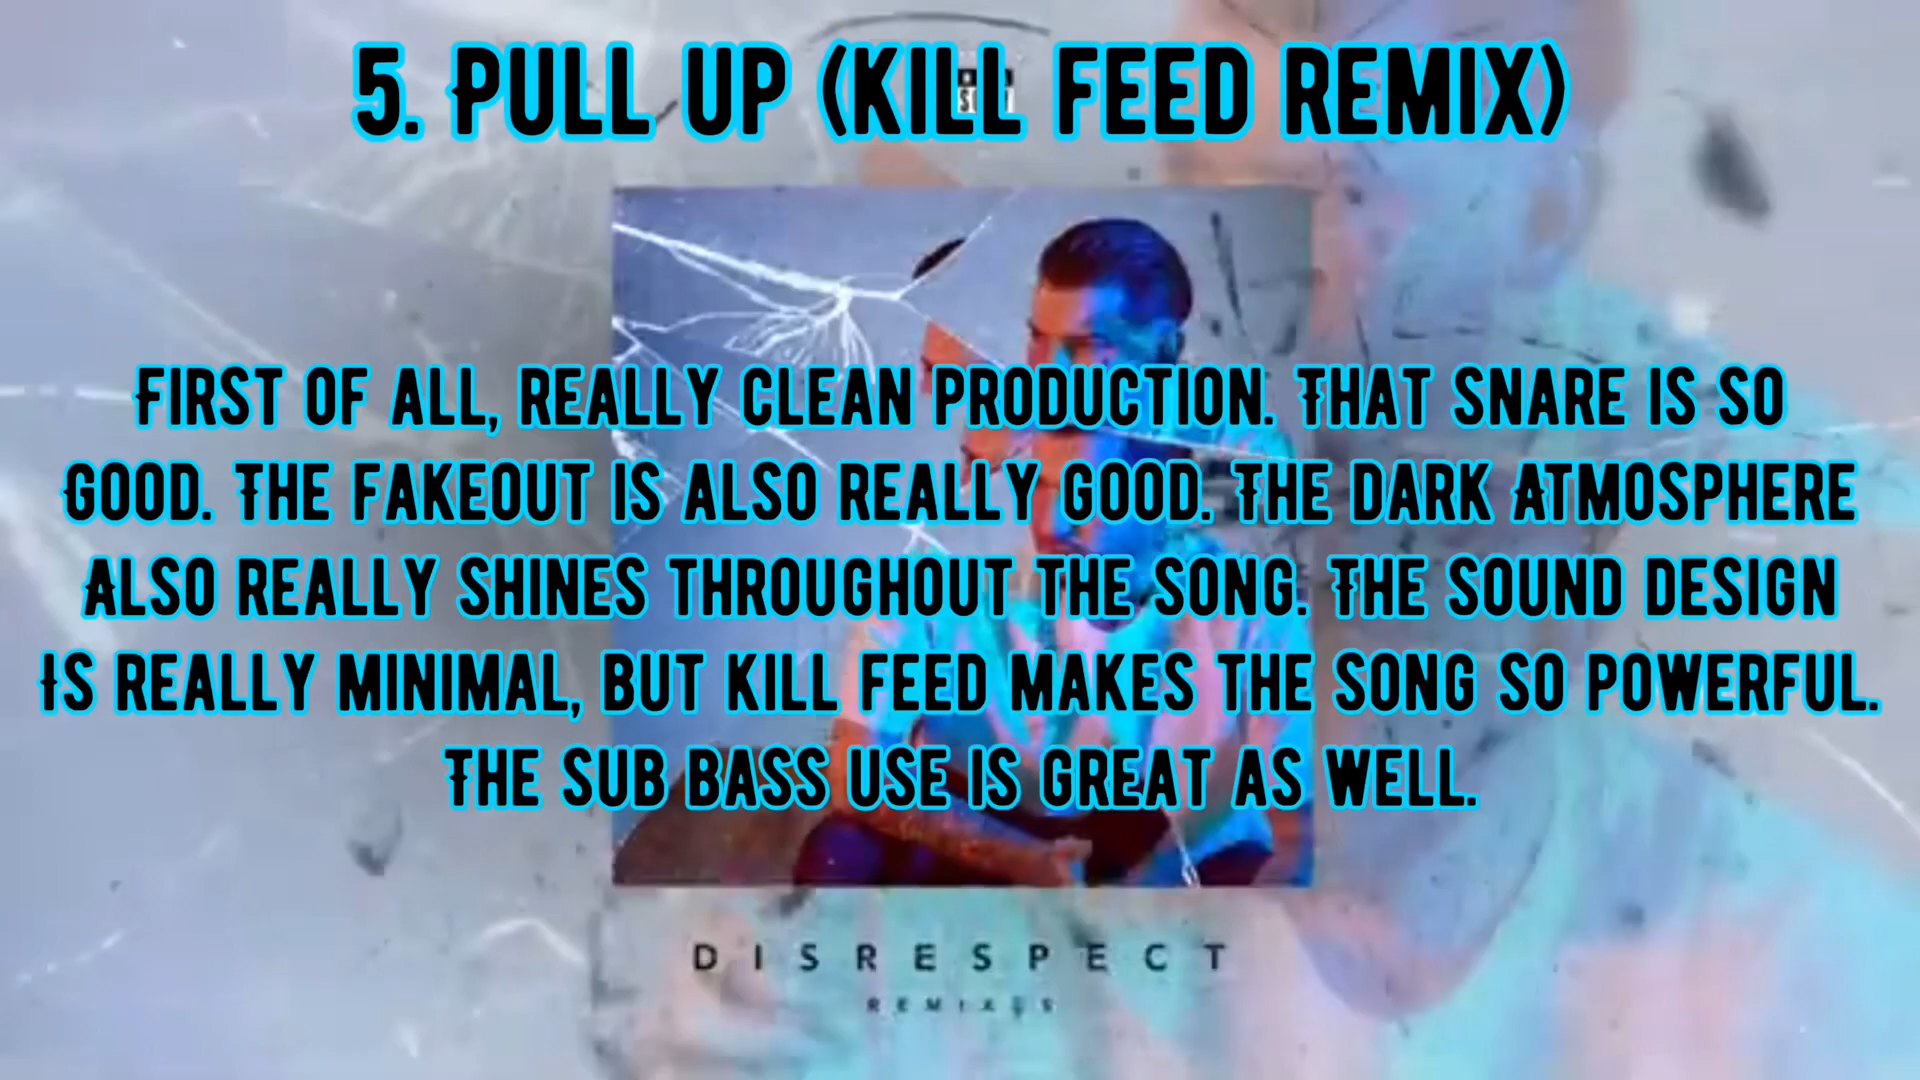 5. PULL UP (KILL FEED REMIX)
FIRST OF ALL, REALLY CLEAN PRODUCTION. THAT SNARE IS SO
GOOD. THE FAKEOUT IS ALSO REALLY GOOD. THE DARK ATMOSPHERE
ALSO REALLY SHINES THROUGHOUT THE SONG. THE SOUND DESIGN
IS REALLY MINIMAL, BUT KILL FEED MAKES THE SONG SO POWERFUL.
THE SUB BASS USE IS GREAT AS WELL.
DISRESPECT
REMIXES